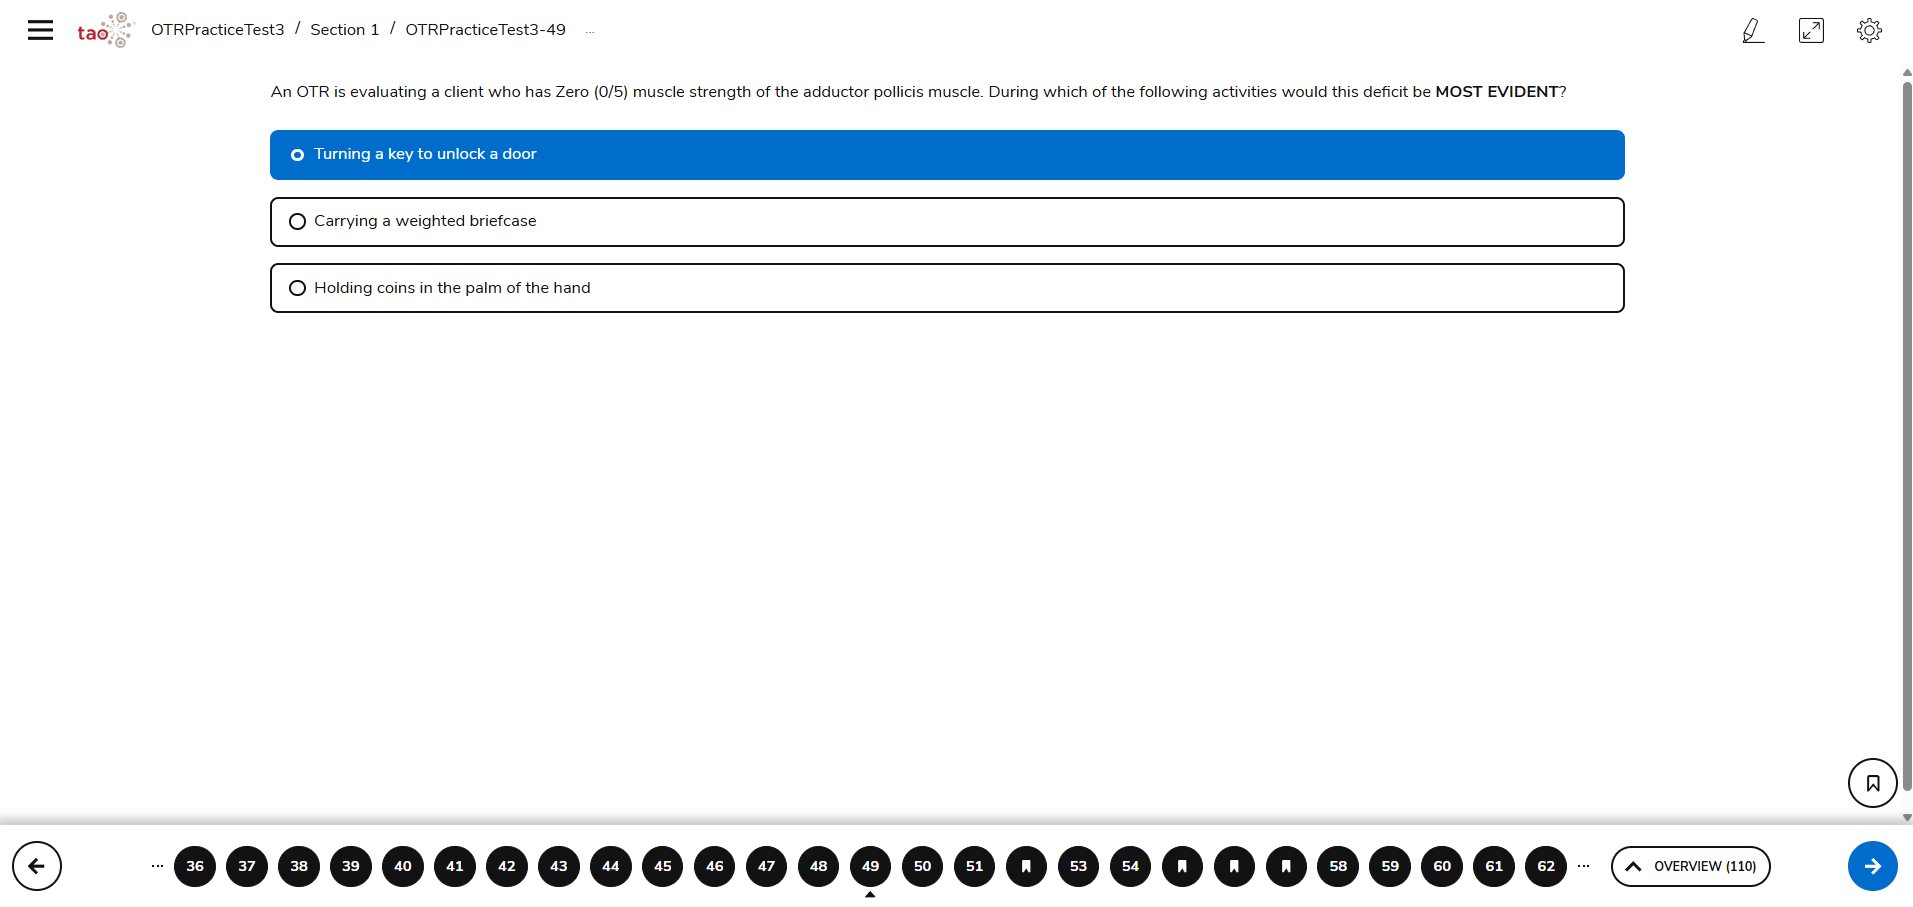 tao OTRPracticeTest3 / Section 1 / OTRPracticeTest3-49 ...
An OTR is evaluating a client who has Zero (0/5) muscle strength of the adductor pollicis muscle. During which of the following activities would this deficit be MOST EVIDENT?
Turning a key to unlock a door
Carrying a weighted briefcase
Holding coins in the palm of the hand
... 36 37 38 39 40 41 42 43 44 45 46 47 48 49 50 51 53 54 58 59 60 61 62 ... OVERVIEW (110)